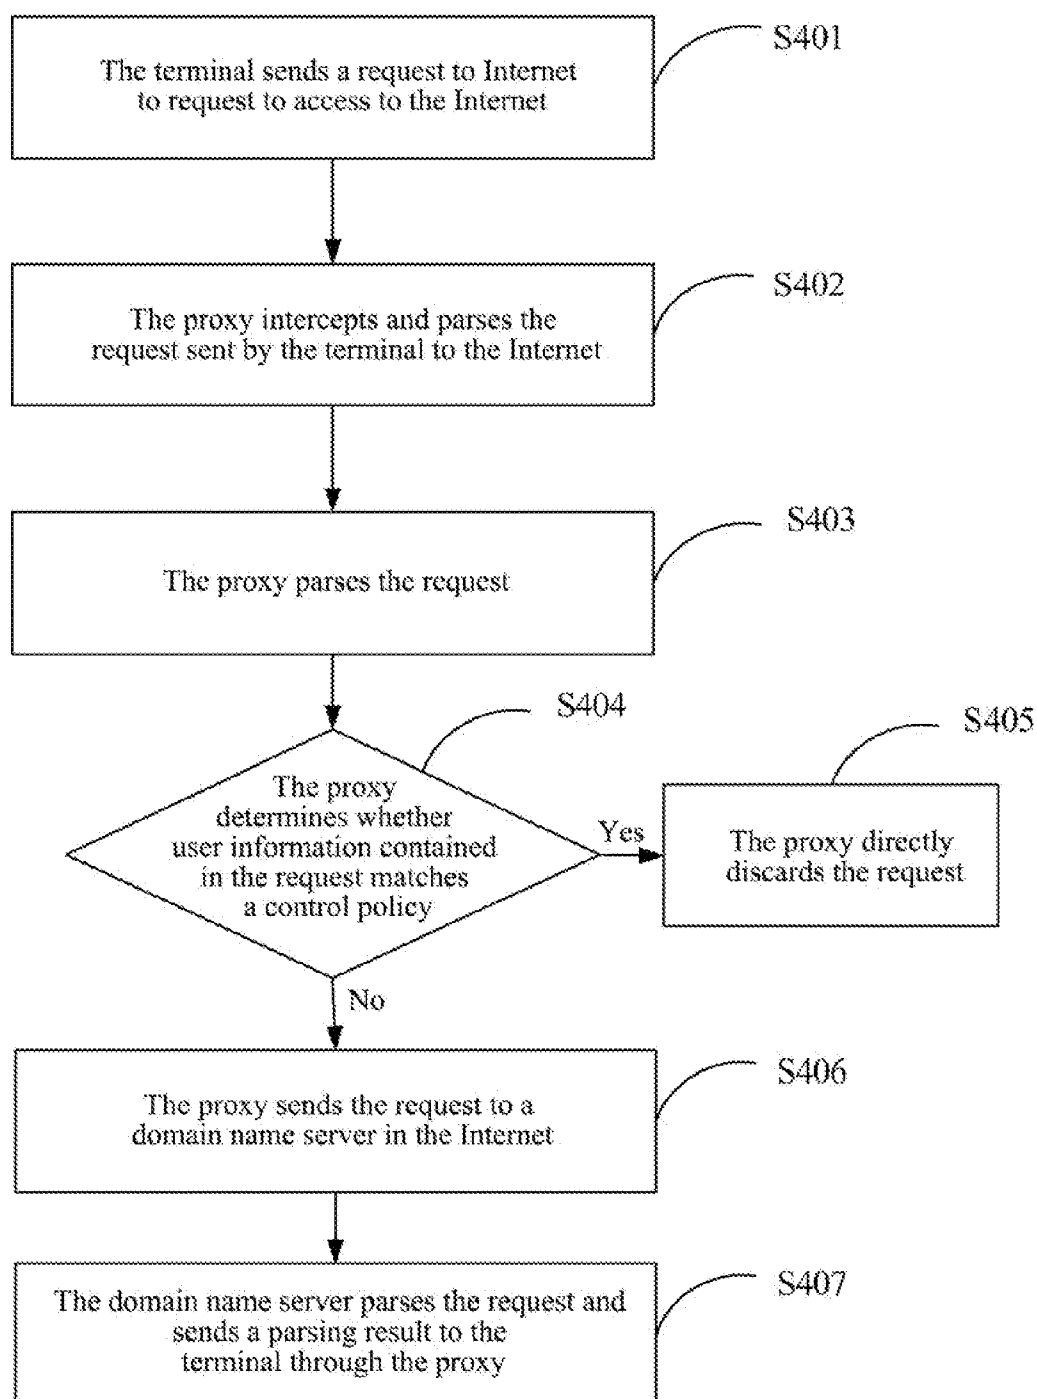 S401
The terminal sends a request to Internet
to request to access to the Internet
S402
The proxy intercepts and parses the
request sent by the terminal to the Internet
S403
The proxy parses the request
S404
The proxy
determines whether
user information contained
in the request matches
a control policy
Yes
S405
The proxy directly
discards the request
No
S406
The proxy sends the request to a
domain name server in the Internet
S407
The domain name server parses the request and
sends a parsing result to the
terminal through the proxy